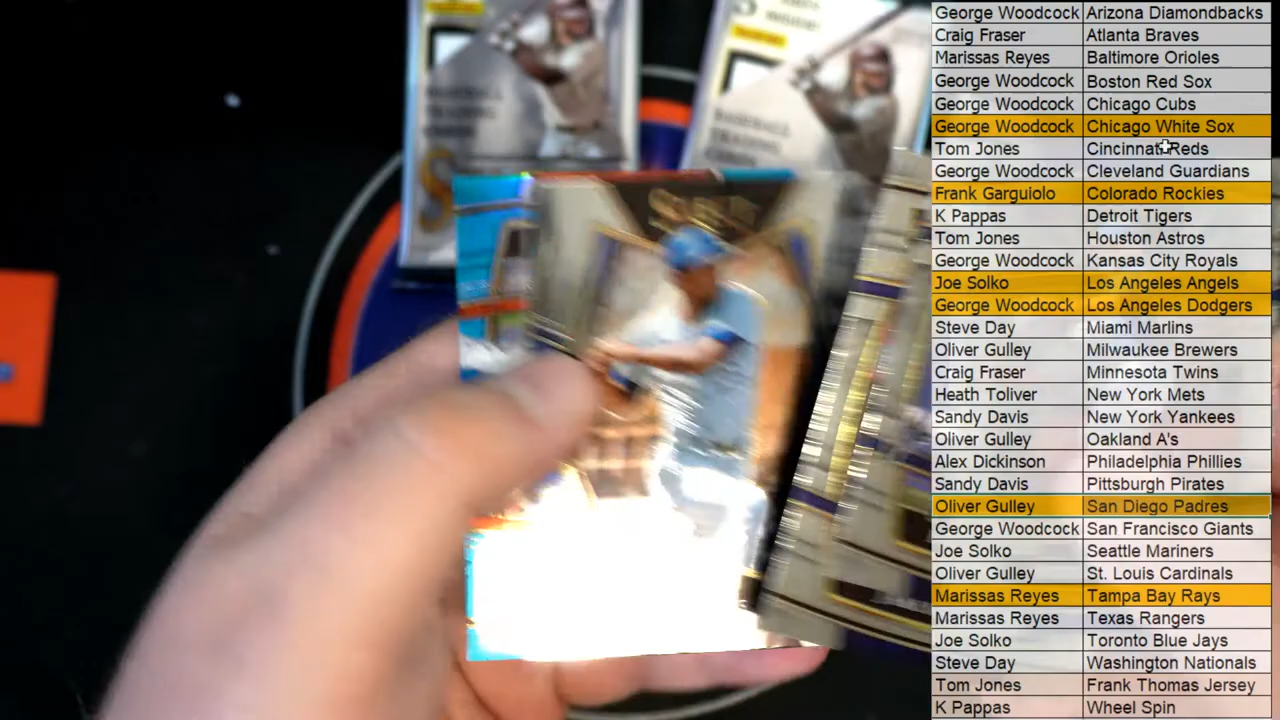 George Woodcock Arizona Diamondbacks
Craig Fraser Atlanta Braves
Marissas Reyes Baltimore Orioles
George Woodcock Boston Red Sox
George Woodcock Chicago Cubs
George Woodcock Chicago White Sox
Tom Jones Cincinnati Reds
George Woodcock Cleveland Guardians
Frank Garguiolo Colorado Rockies
K Pappas Detroit Tigers
Tom Jones Houston Astros
George Woodcock Kansas City Royals
Joe Solko Los Angeles Angels
George Woodcock Los Angeles Dodgers
Steve Day Miami Marlins
Oliver Gulley Milwaukee Brewers
Craig Fraser Minnesota Twins
Heath Toliver New York Mets
Sandy Davis New York Yankees
Oliver Gulley Oakland A's
Alex Dickinson Philadelphia Phillies
Sandy Davis Pittsburgh Pirates
Oliver Gulley San Diego Padres
George Woodcock San Francisco Giants
Joe Solko Seattle Mariners
Oliver Gulley St. Louis Cardinals
Marissas Reyes Tampa Bay Rays
Marissas Reyes Texas Rangers
Joe Solko Toronto Blue Jays
Steve Day Washington Nationals
Tom Jones Frank Thomas Jersey
K Pappas Wheel Spin
BASEBALL
TRADING
SELECT